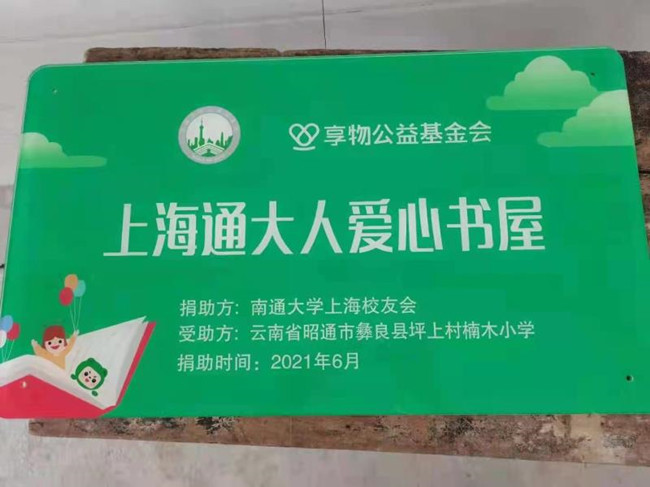 享物公益基金会
上海通大人爱心书屋
捐助方：南通大学上海校友会
受助方：云南省昭通市彝良县坪上村楠木小学
捐助时间：2021年6月